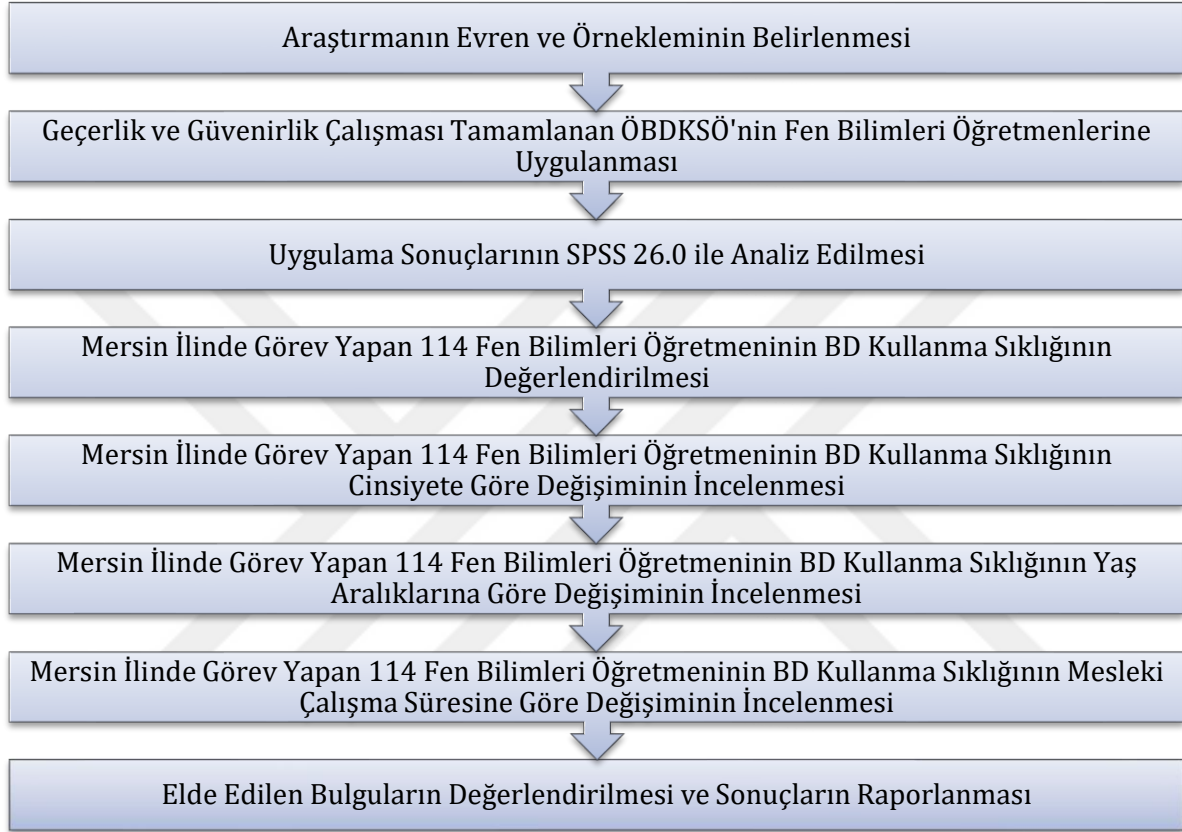 Araştırmanın Evren ve Örnekleminin Belirlenmesi
Geçerlik ve Güvenirlik Çalışması Tamamlanan ÖBDKSÖ'nin Fen Bilimleri Öğretmenlerine
Uygulanması
Uygulama Sonuçlarının SPSS 26.0 ile Analiz Edilmesi
Mersin İlinde Görev Yapan 114 Fen Bilimleri Öğretmeninin BD Kullanma Sıklığının
Değerlendirilmesi
Mersin İlinde Görev Yapan 114 Fen Bilimleri Öğretmeninin BD Kullanma Sıklığının
Cinsiyete Göre Değişiminin İncelenmesi
Mersin İlinde Görev Yapan 114 Fen Bilimleri Öğretmeninin BD Kullanma Sıklığının Yaş
Aralıklarına Göre Değişiminin İncelenmesi
Mersin İlinde Görev Yapan 114 Fen Bilimleri Öğretmeninin BD Kullanma Sıklığının Mesleki
Çalışma Süresine Göre Değişiminin İncelenmesi
Elde Edilen Bulguların Değerlendirilmesi ve Sonuçların Raporlanması